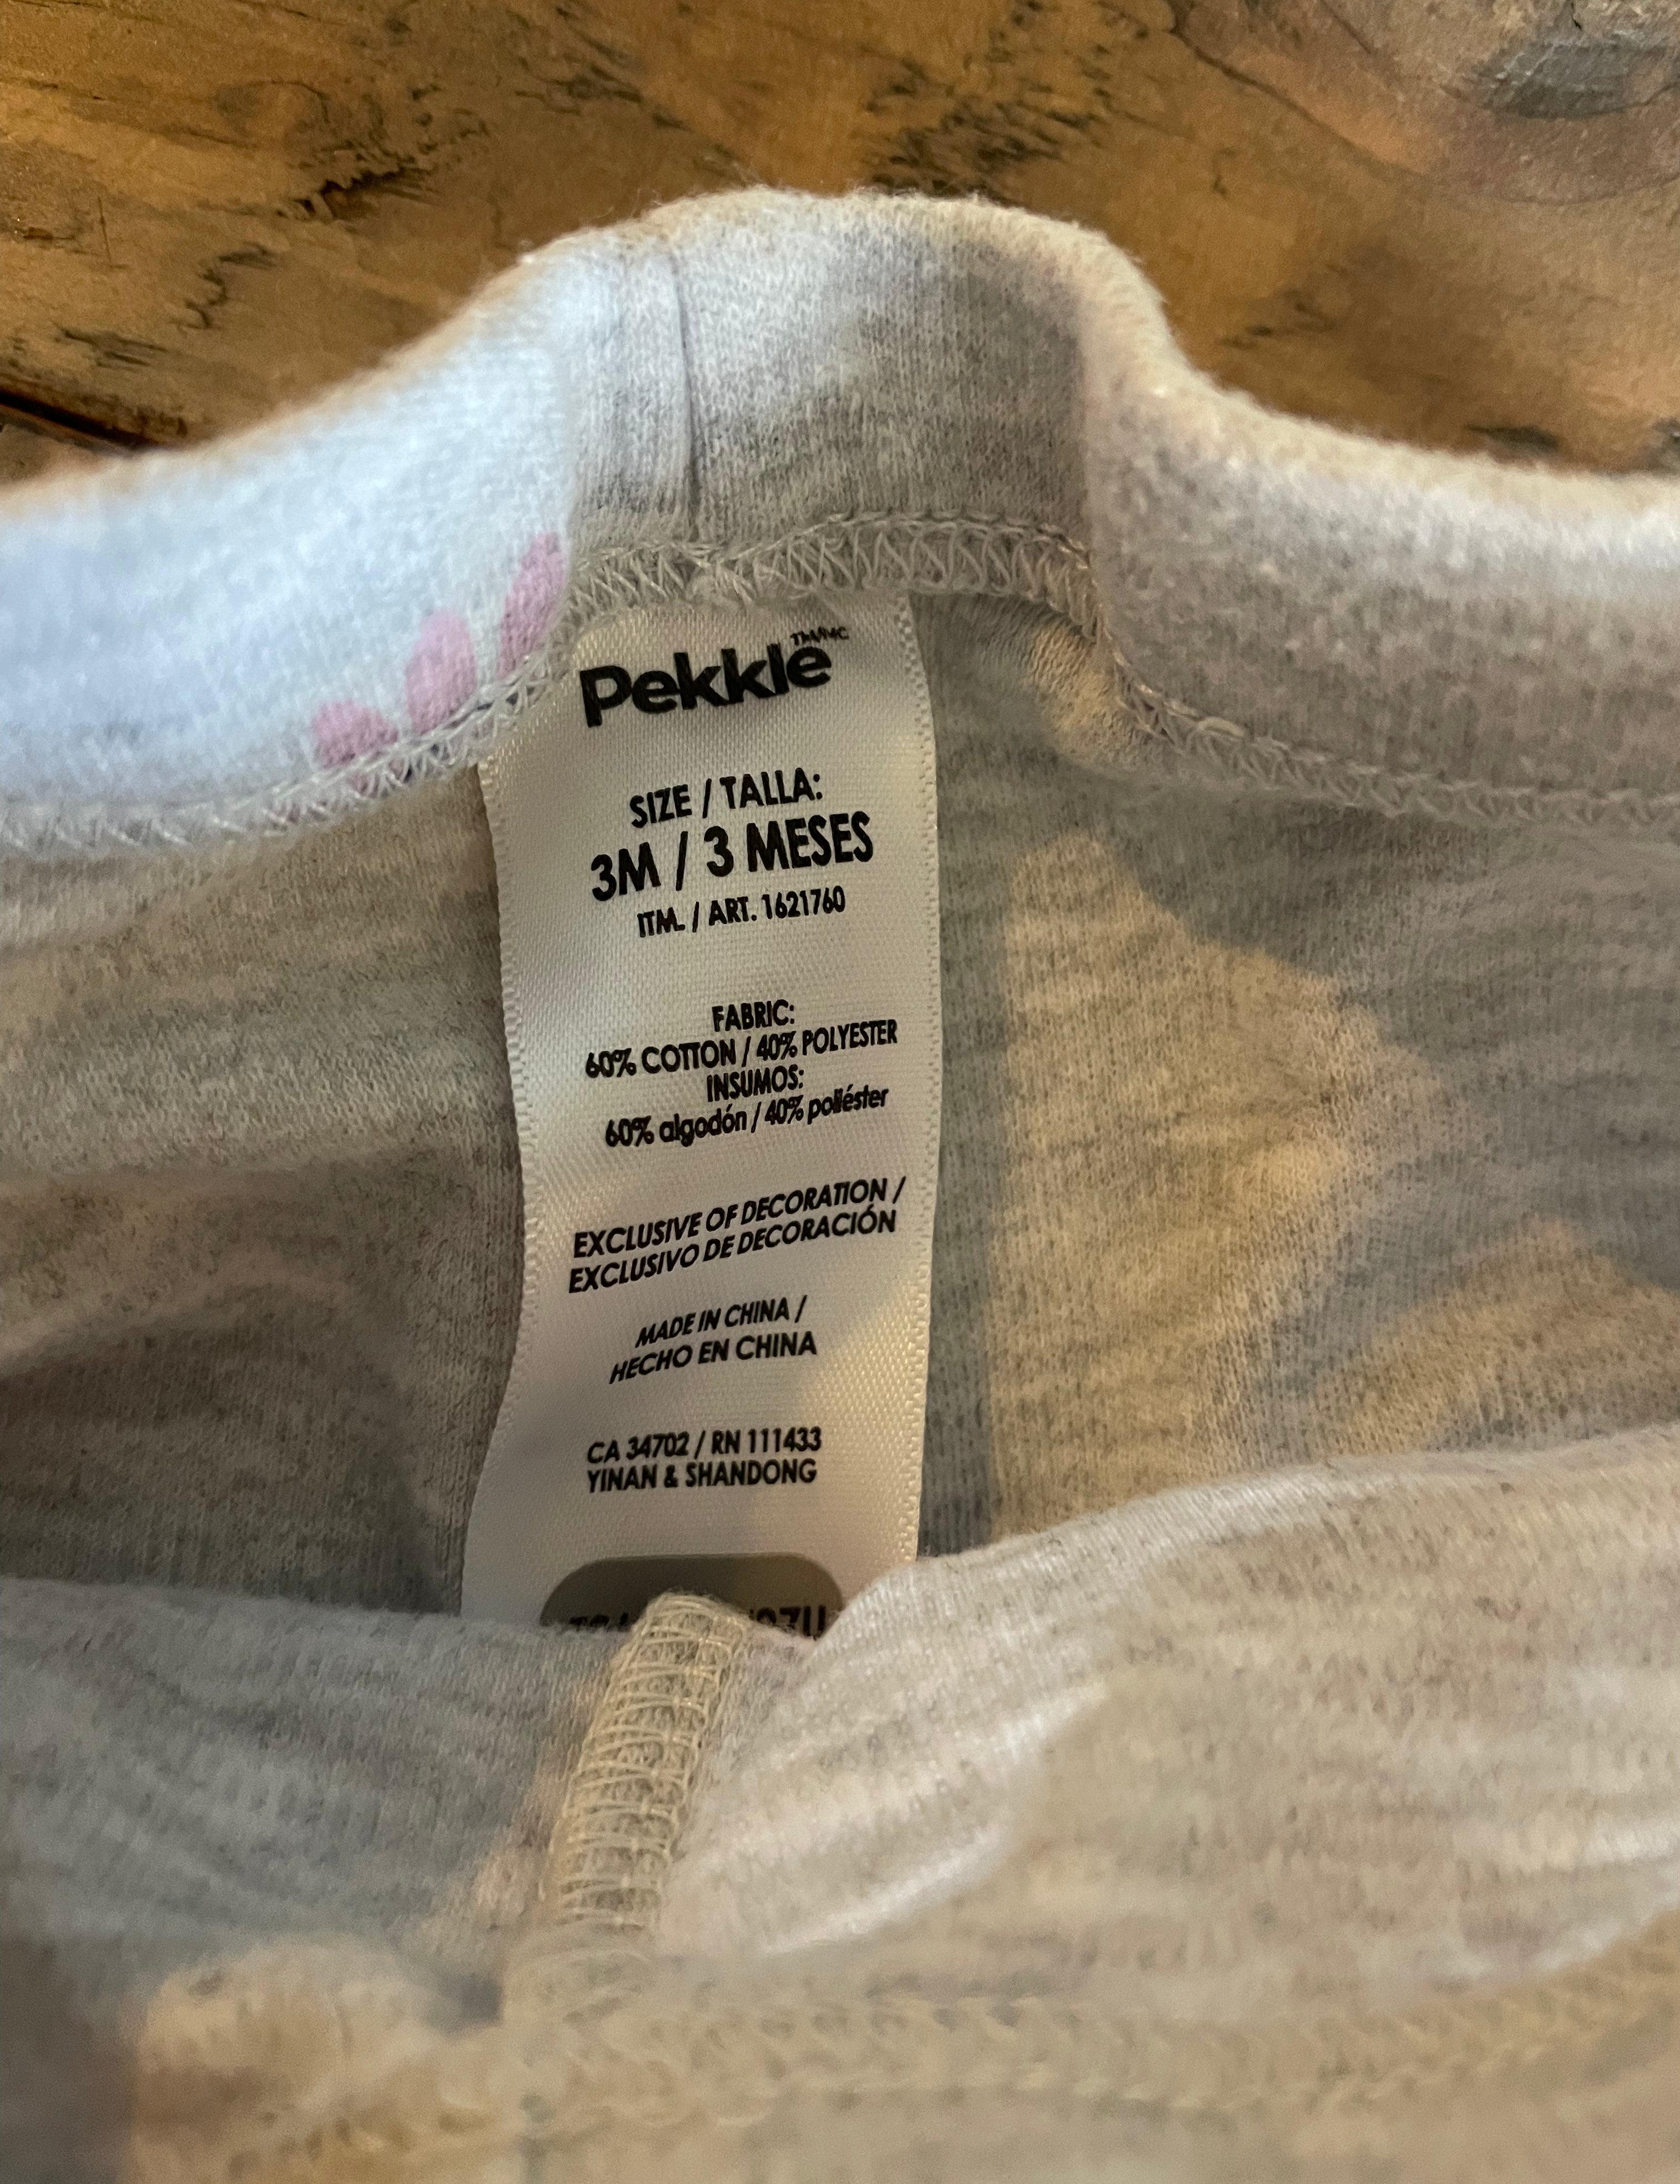 Pekkle TM/MC
SIZE / TALLA:
3M / 3 MESES
ITM. / ART. 1621760
FABRIC:
60% COTTON / 40% POLYESTER
INSUMOS:
60% algodón / 40% poliéster
EXCLUSIVE OF DECORATION /
EXCLUSIVO DE DECORACIÓN
MADE IN CHINA /
HECHO EN CHINA
CA 34702 / RN 111433
YINAN & SHANDONG